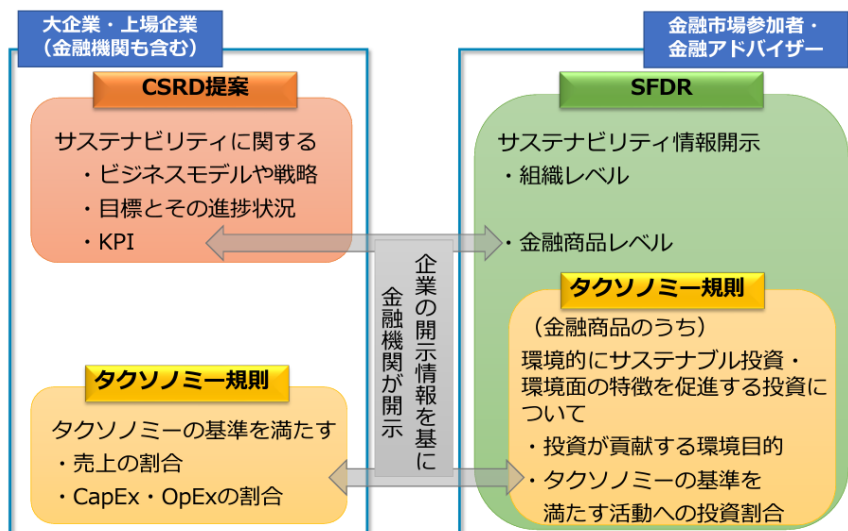 大企業・上場企業
（金融機関も含む）
CSRD提案
サステナビリティに関する
・ビジネスモデルや戦略
・目標とその進捗状況
・KPI
タクソノミー規則
タクソノミーの基準を満たす
・売上の割合
・CapEx・OpExの割合
企業の開示情報を基に
金融機関が開示
金融市場参加者・
金融アドバイザー
SFDR
サステナビリティ情報開示
・組織レベル
・金融商品レベル
タクソノミー規則
（金融商品のうち）
環境的にサステナブル投資・
環境面の特徴を促進する投資に
ついて
・投資が貢献する環境目的
・タクソノミーの基準を
満たす活動への投資割合